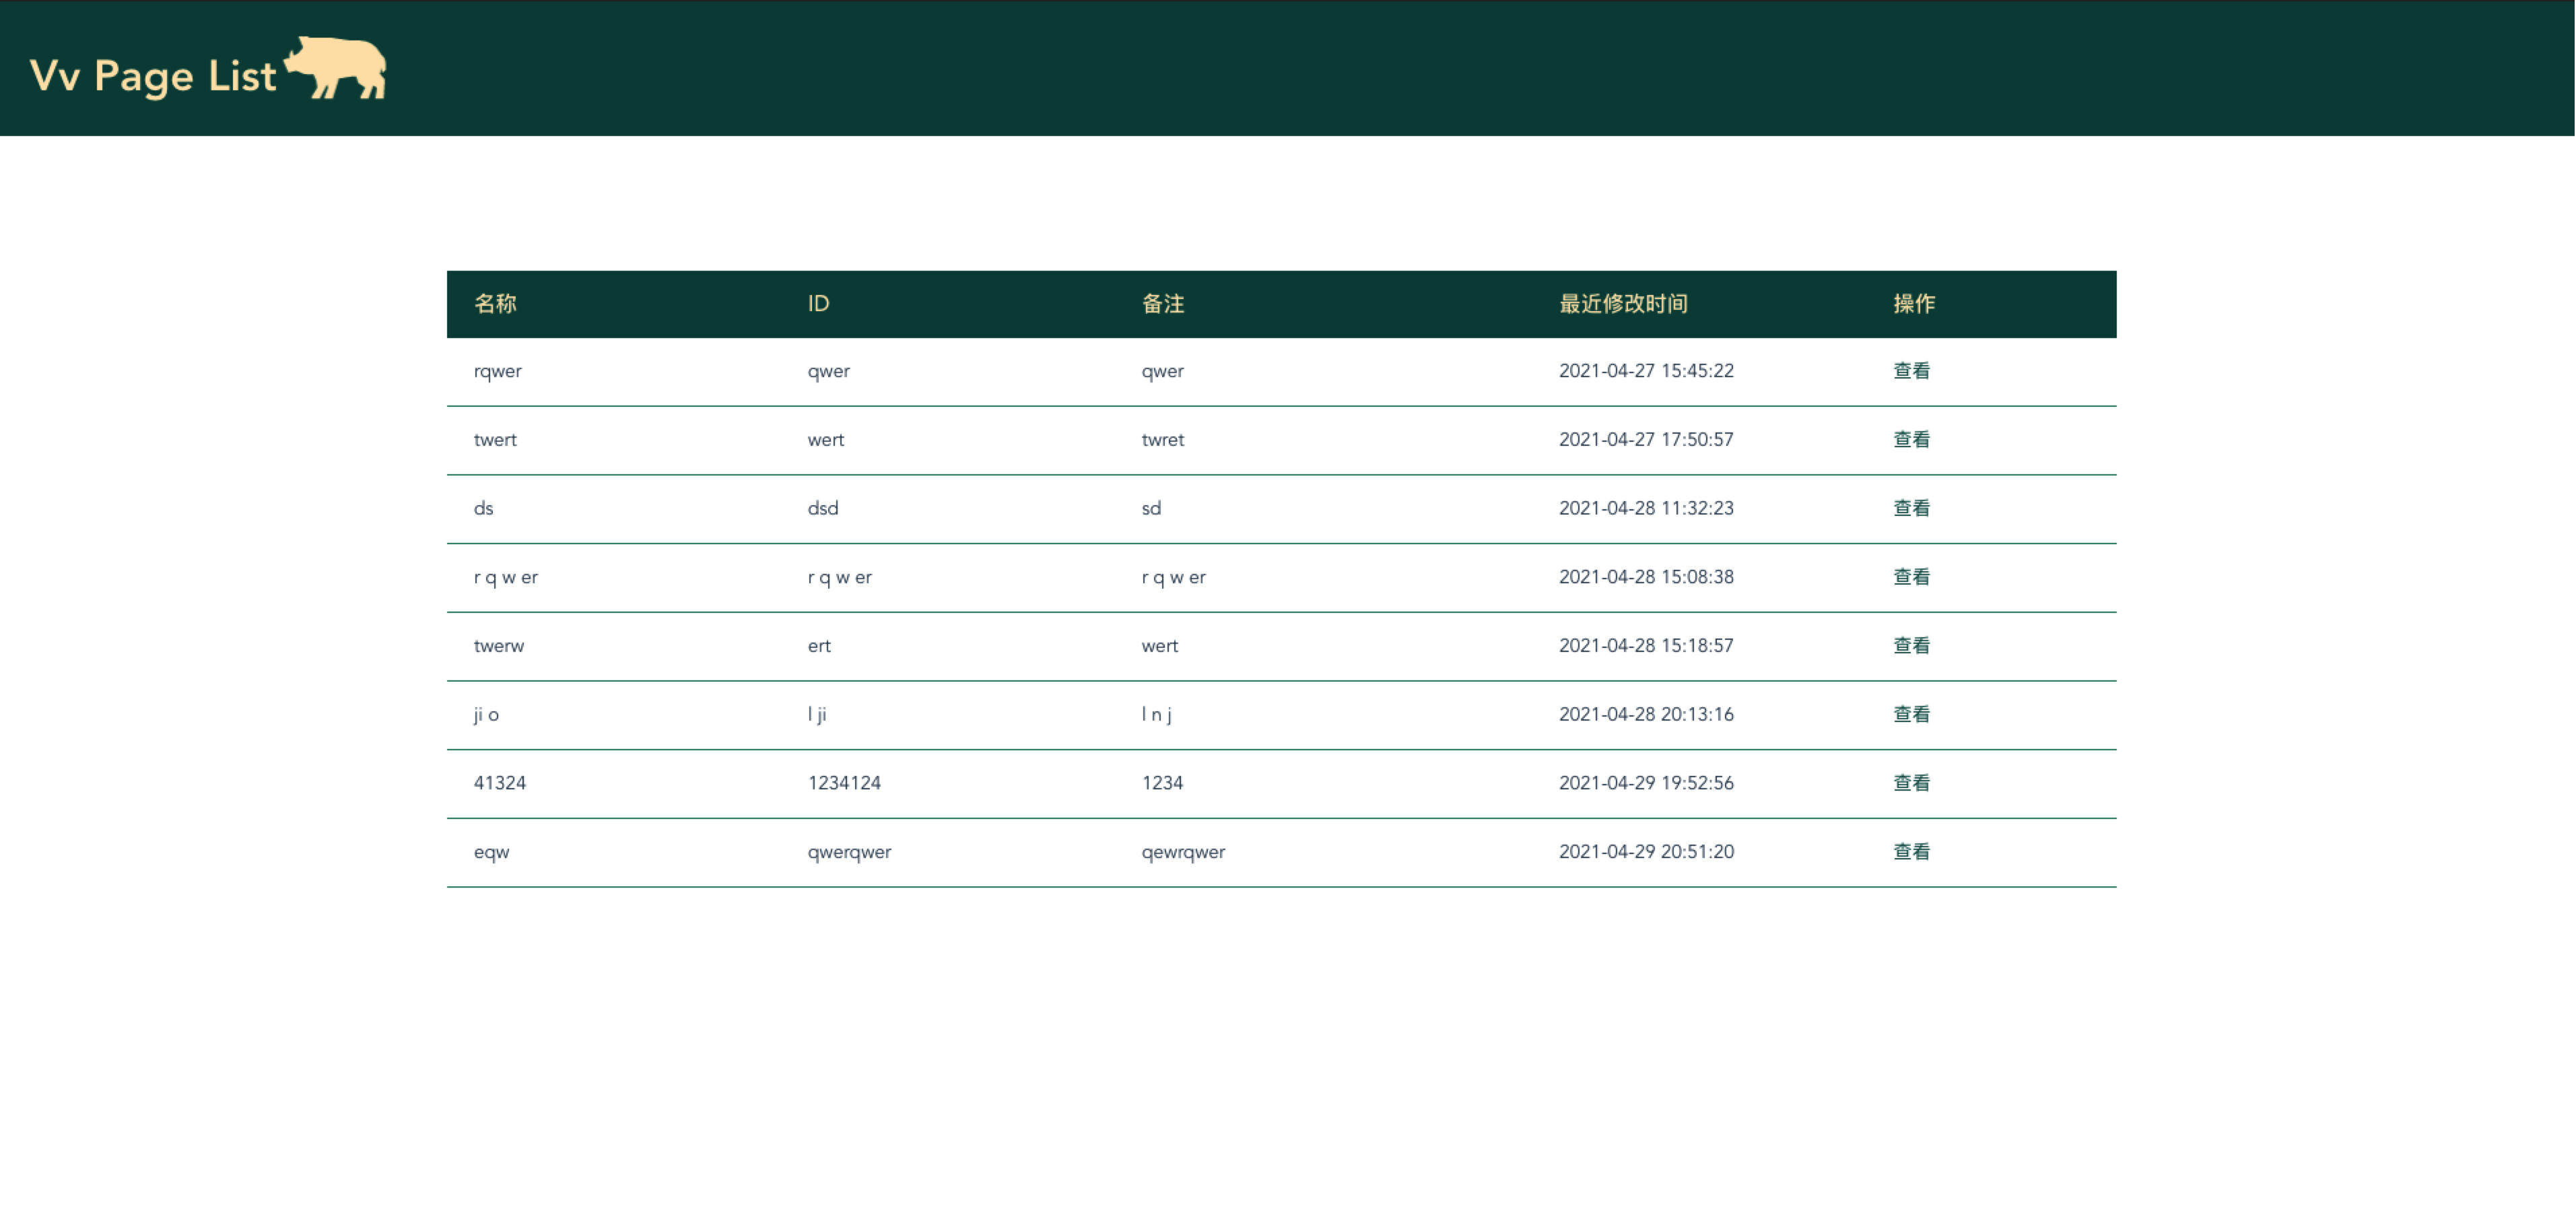 Vv Page List
名称 ID 备注 最近修改时间 操作
rqwer qwer qwer 2021-04-27 15:45:22 查看
twert wert twret 2021-04-27 17:50:57 查看
ds dsd sd 2021-04-28 11:32:23 查看
r q w er r q w er r q w er 2021-04-28 15:08:38 查看
twerw ert wert 2021-04-28 15:18:57 查看
ji o l ji l n j 2021-04-28 20:13:16 查看
41324 1234124 1234 2021-04-29 19:52:56 查看
eqw qwerqwer qewrqwer 2021-04-29 20:51:20 查看